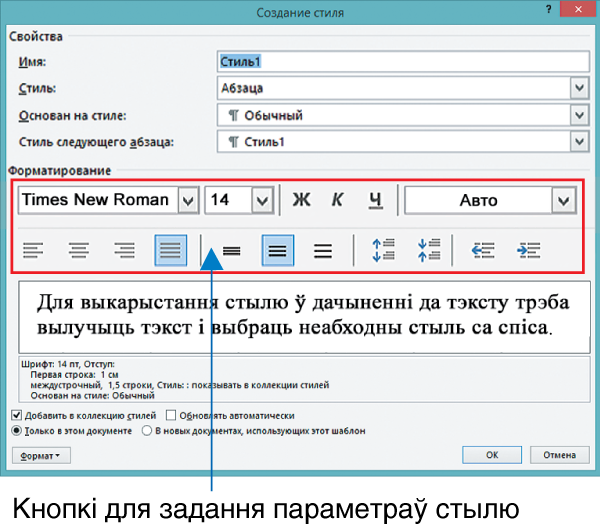 Создание стиля
? ×
Свойства
Имя: Стиль1
Стиль: Абзаца
Основан на стиле: ¶ Обычный
Стиль следующего абзаца: ¶ Стиль1
Форматирование
Times New Roman 14 Ж К Ч Авто
Для выкарыстання стылю ў дачыненні да тэксту трэба
вылучыць тэкст і выбраць неабходны стыль са спіса.
Шрифт: 14 пт, Отступ:
Первая строка: 1 см
междустрочный, 1,5 строки, Стиль: : показывать в коллекции стилей
Основан на стиле: Обычный
Добавить в коллекцию стилей Обновлять автоматически
Только в этом документе В новых документах, использующих этот шаблон
Формат ОК Отмена
Кнопкі для задання параметраў стылю